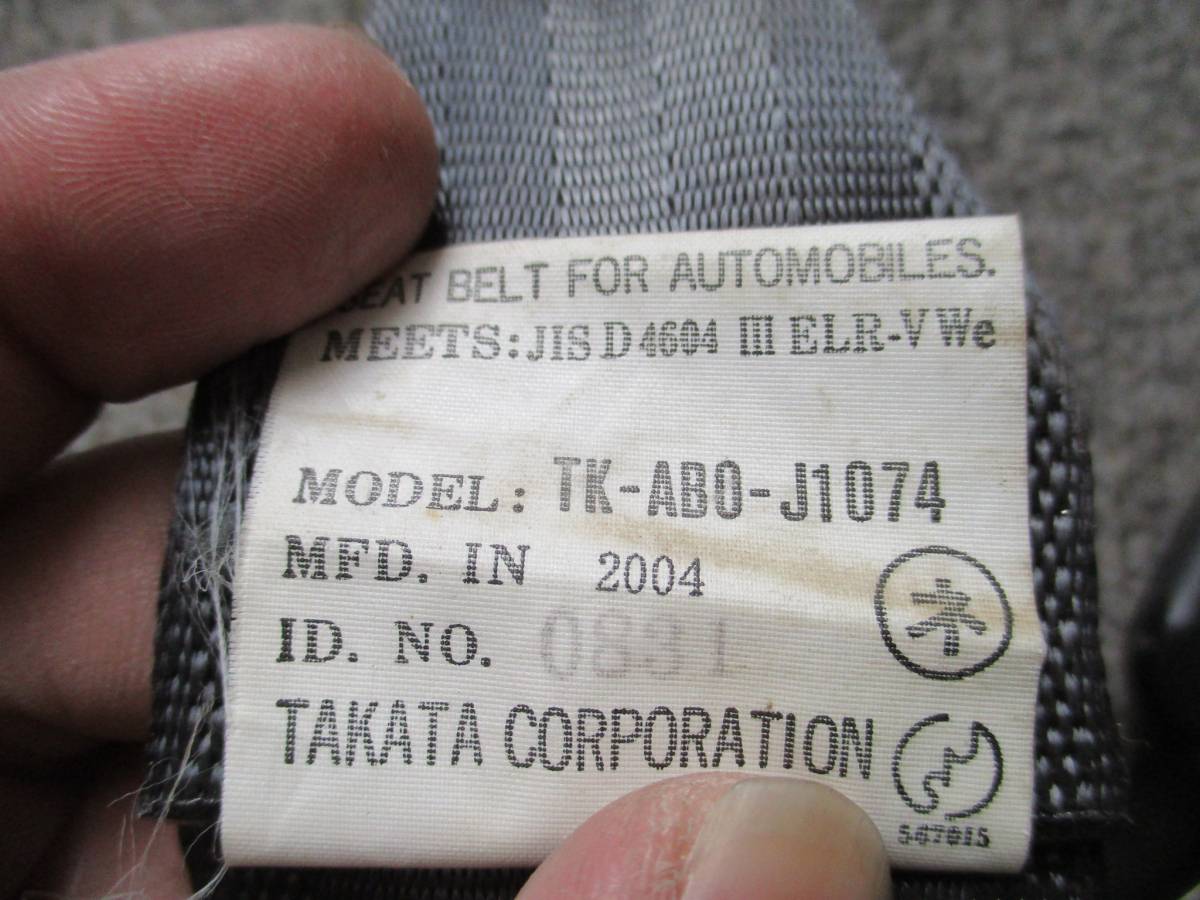 SEAT BELT FOR AUTOMOBILES.
MEETS: JIS D 4604 III ELR-V We
MODEL: TK-AB0-J1074
MFD. IN 2004
ID. NO. 0831
TAKATA CORPORATION
547015